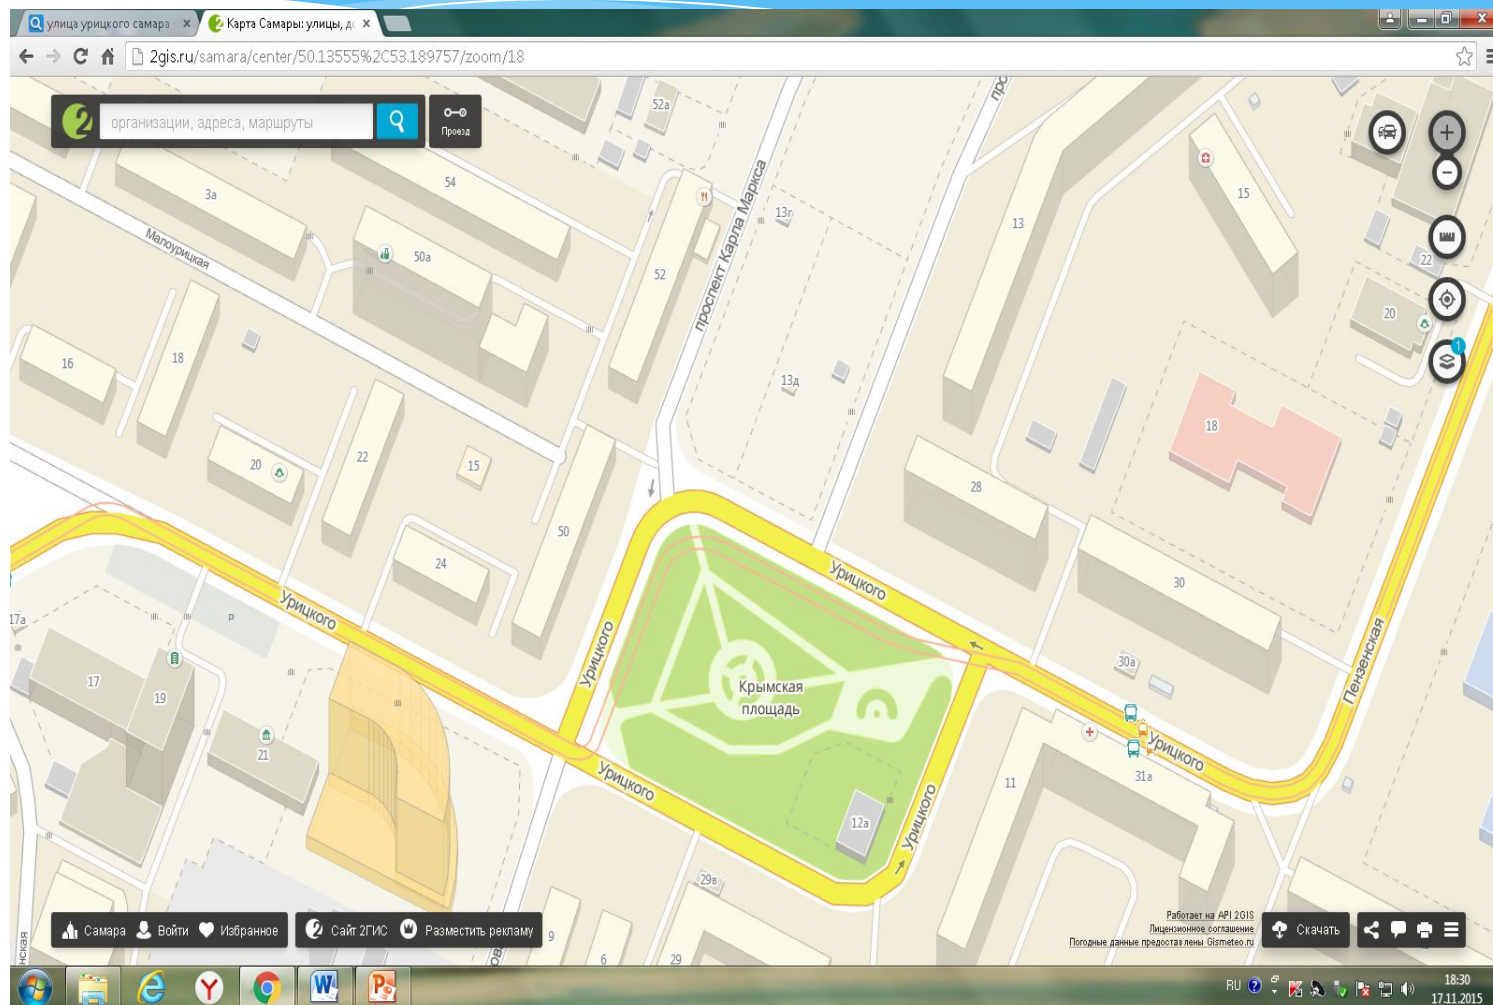 улица урицкого самара
Карта Самары: улицы, до
2gis.ru/samara/center/50.13555%2C53.189757/zoom/18
организации, адреса, маршруты
Проезд
52а
54
3а
Малоурицкая
50а
52
проспект Карла Маркса
13г
13
15
22
20
1
16
18
13д
20
22
15
18
28
50
24
30
Урицкого
Урицкого
Урицкого
Пензенская
17а
P
17
19
21
Крымская
площадь
30а
Урицкого
31а
11
Урицкого
12а
Урицкого
29в
9
6
29
Работает на API 2GIS
Лицензионное соглашение
Погодные данные предоставлены Gismeteo.ru
Самара
Войти
Избранное
Сайт 2ГИС
Разместить рекламу
Скачать
RU
18:30
17.11.2015